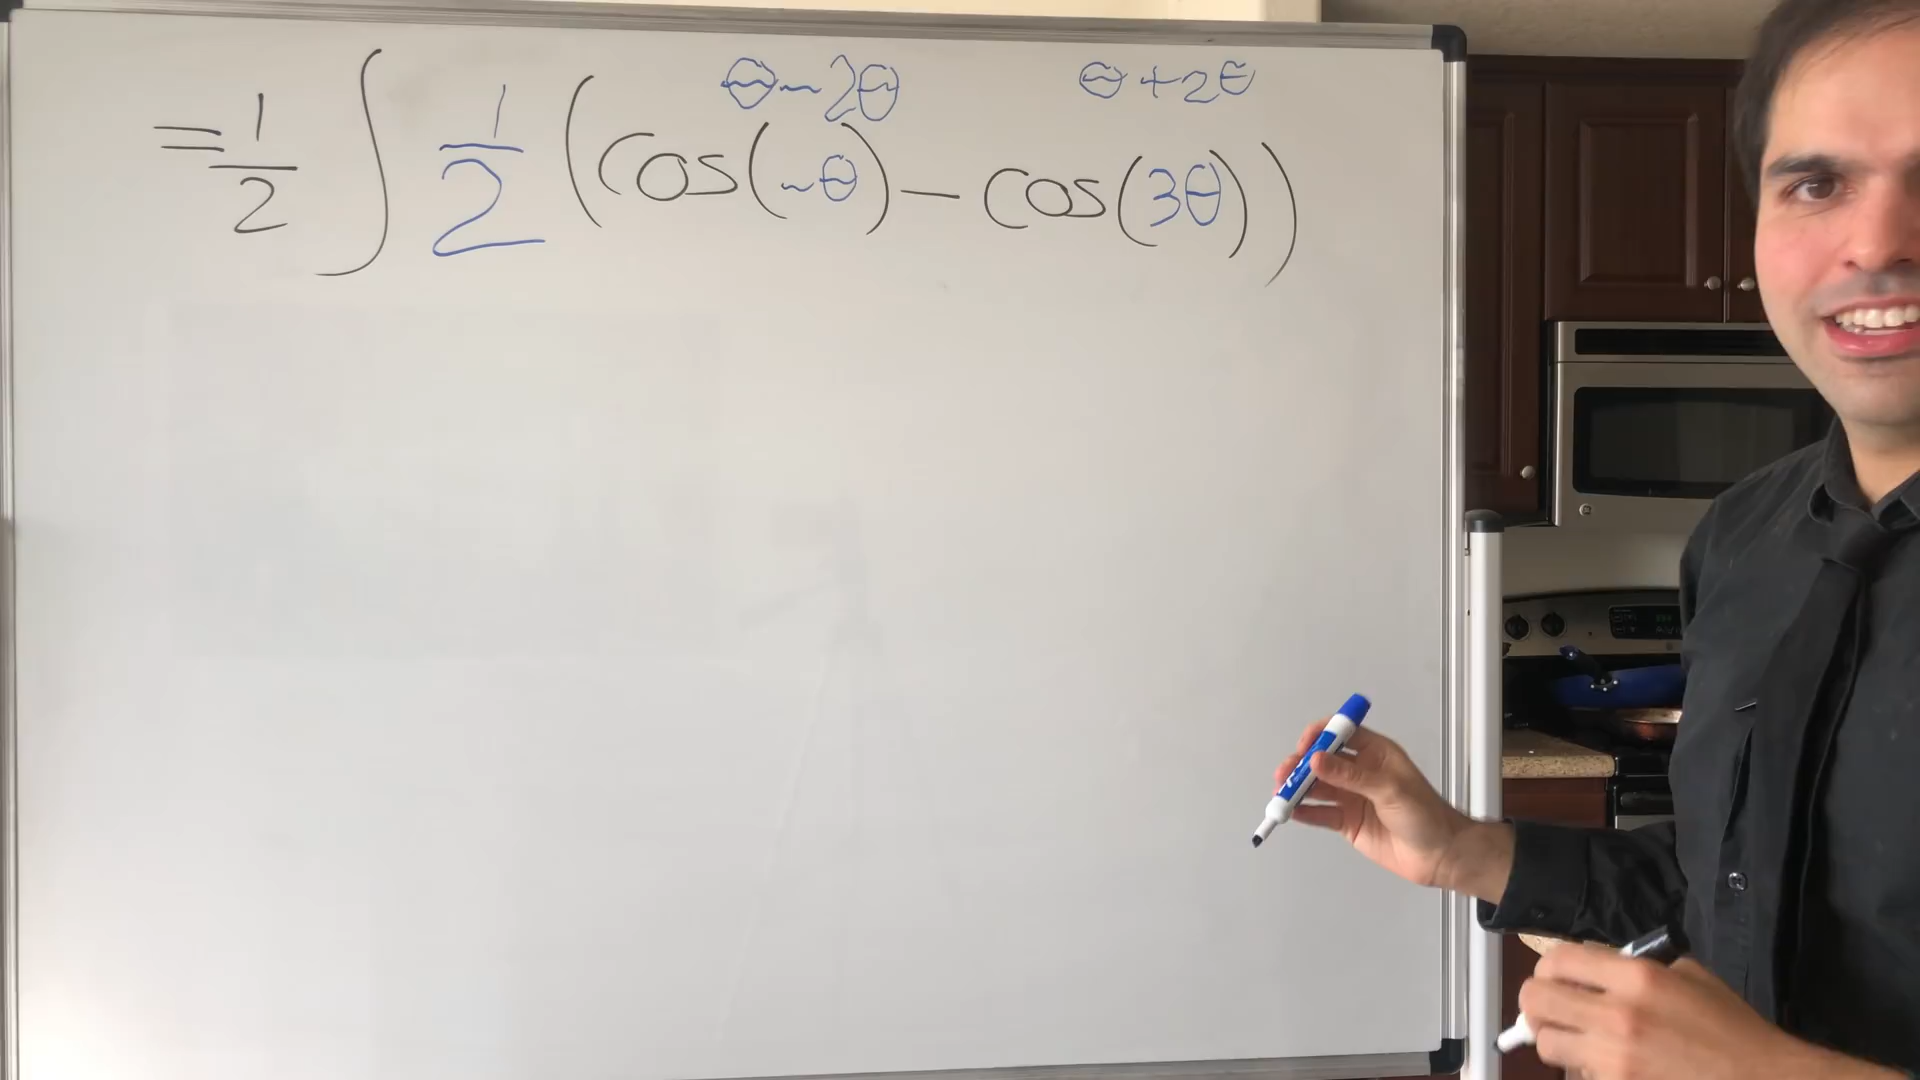 θ-2θ θ+2θ
= 1/2 ∫ 1/2 (cos(-θ) - cos(3θ))